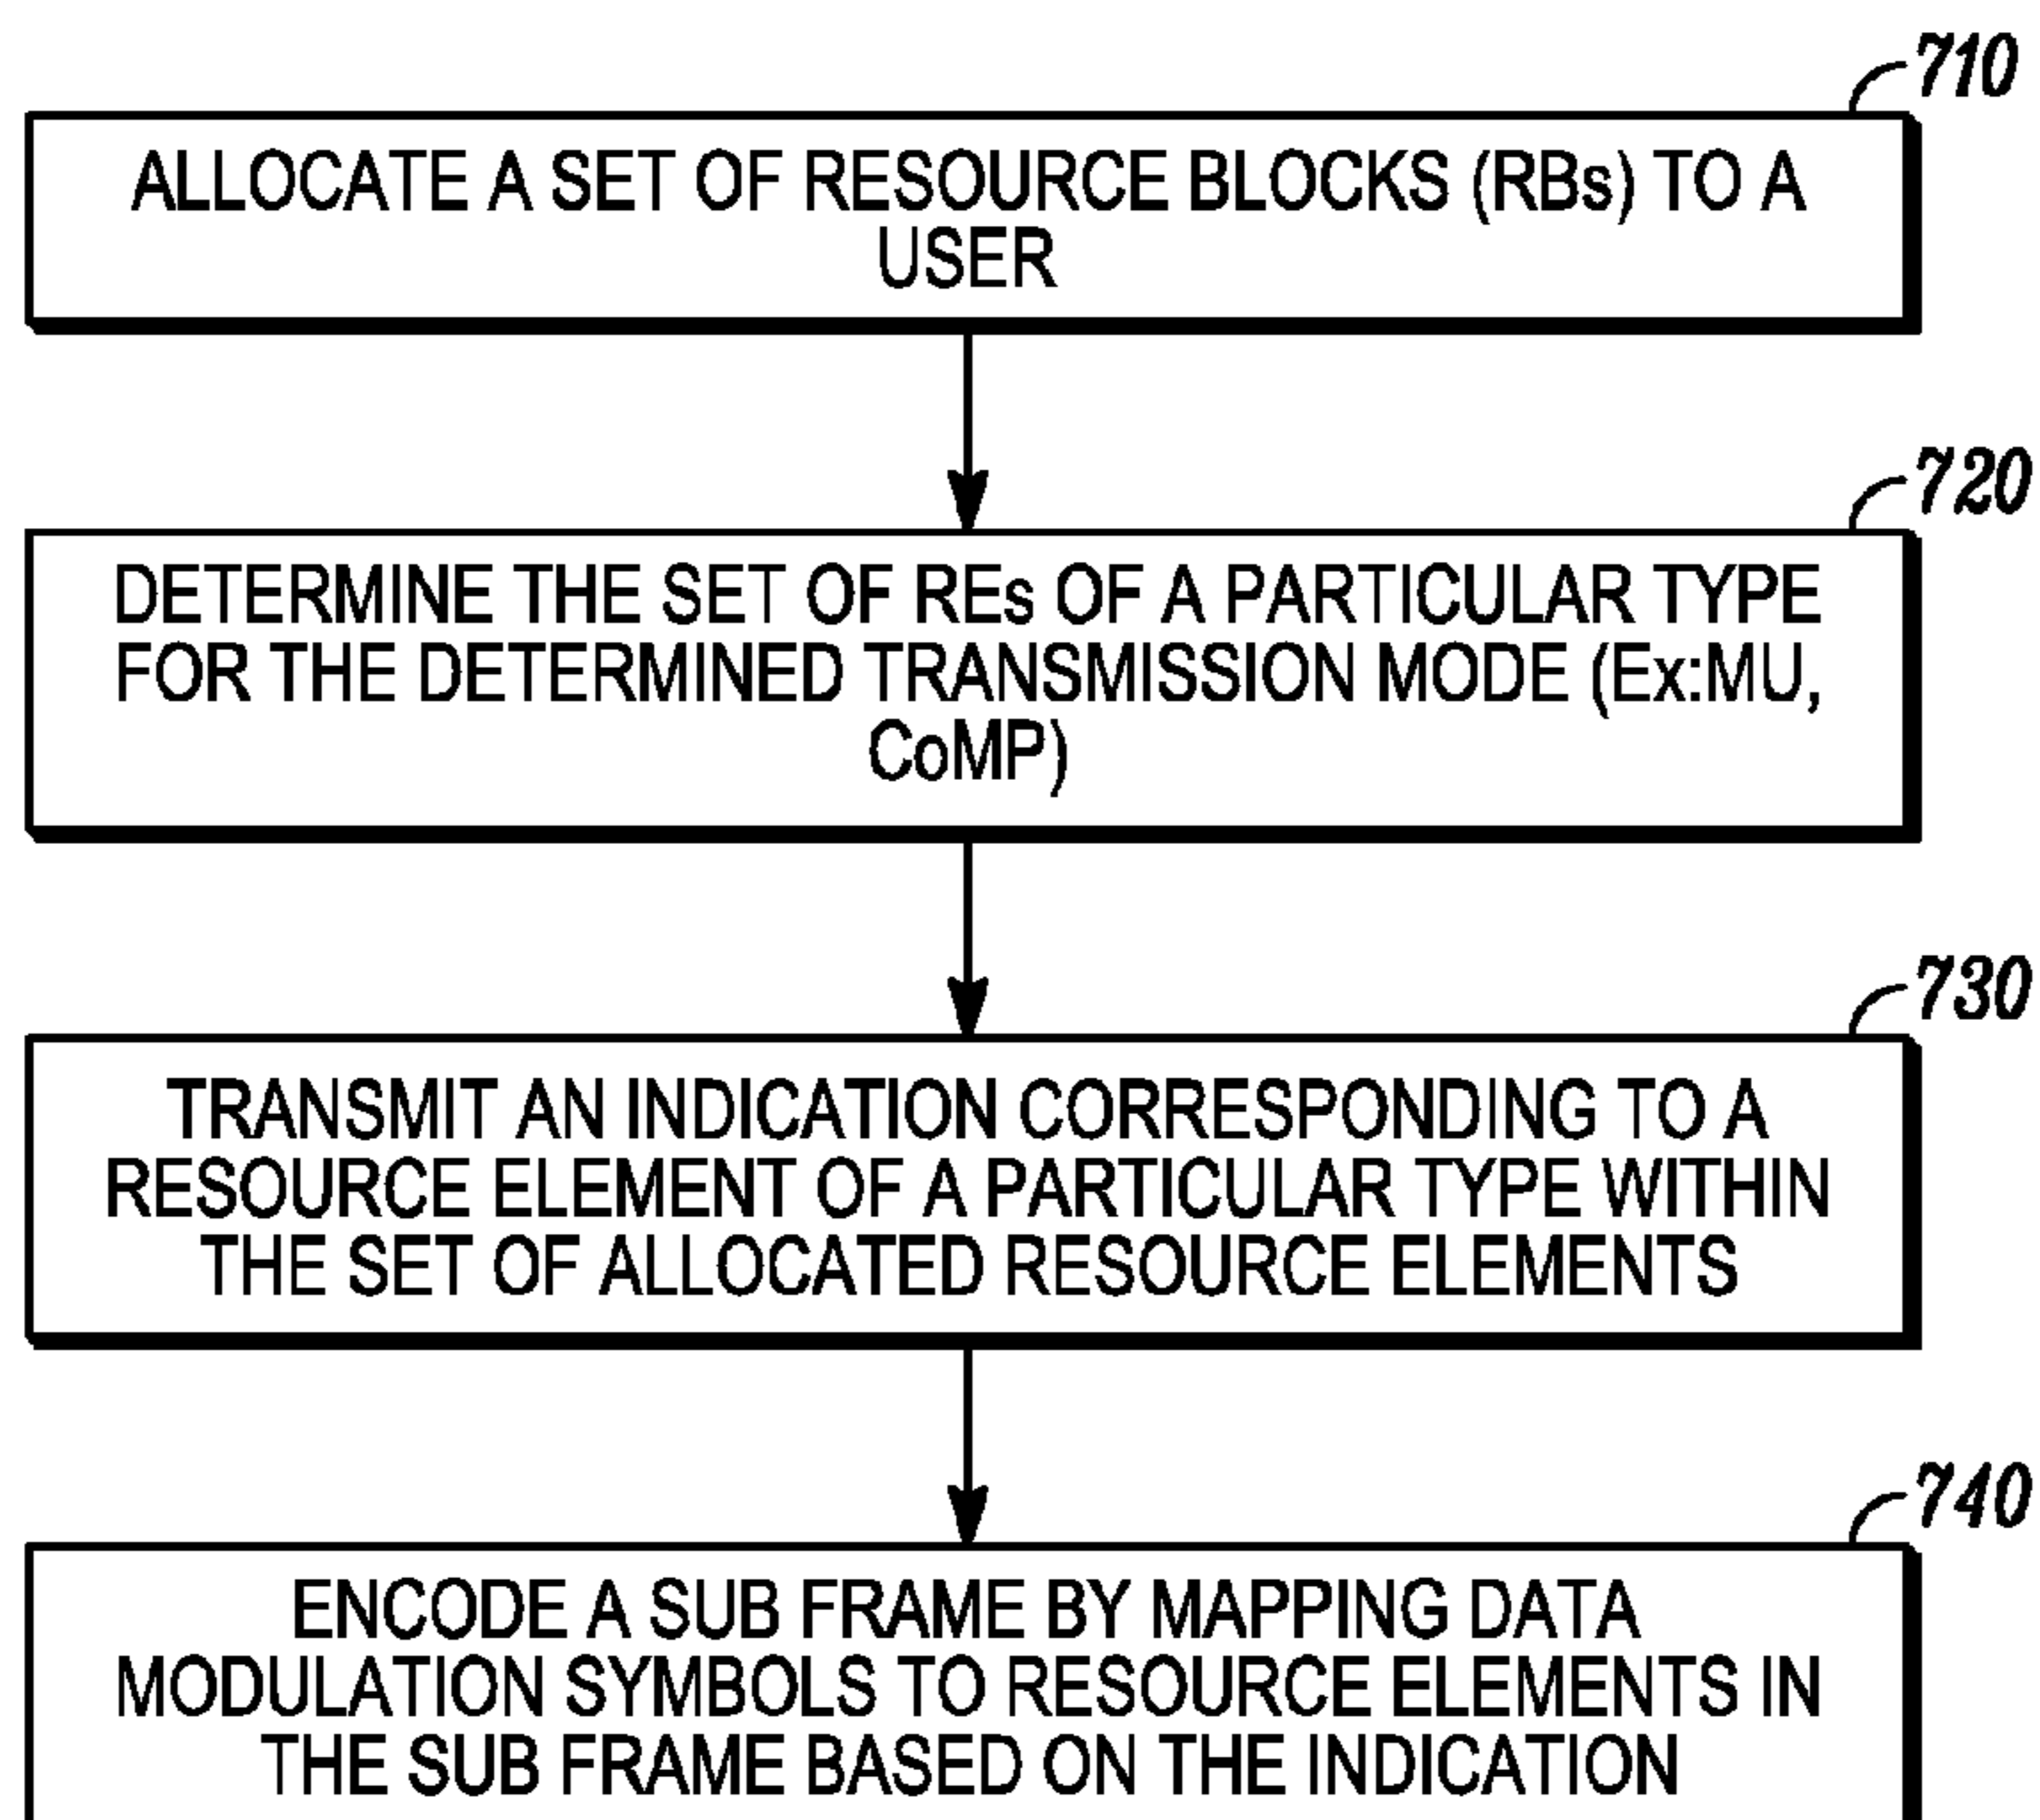 710
ALLOCATE A SET OF RESOURCE BLOCKS (RBs) TO A
USER
720
DETERMINE THE SET OF REs OF A PARTICULAR TYPE
FOR THE DETERMINED TRANSMISSION MODE (Ex:MU,
CoMP)
730
TRANSMIT AN INDICATION CORRESPONDING TO A
RESOURCE ELEMENT OF A PARTICULAR TYPE WITHIN
THE SET OF ALLOCATED RESOURCE ELEMENTS
740
ENCODE A SUB FRAME BY MAPPING DATA
MODULATION SYMBOLS TO RESOURCE ELEMENTS IN
THE SUB FRAME BASED ON THE INDICATION